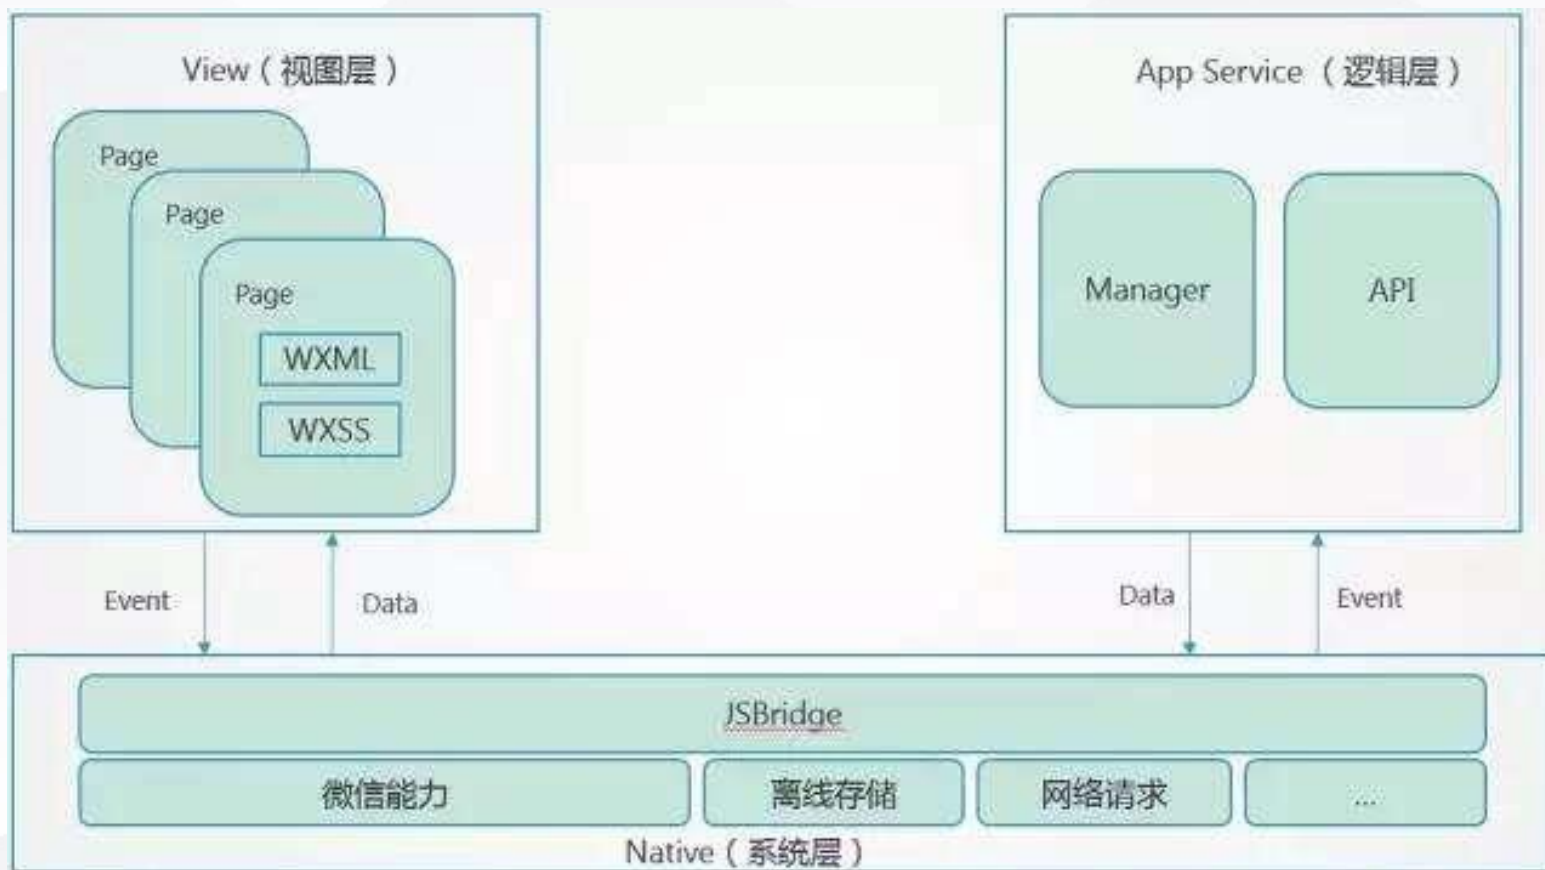 View（视图层）
Page
Page
Page
WXML
WXSS
App Service （逻辑层）
Manager
API
Event
Data
Data
Event
JSBridge
微信能力
离线存储
网络请求
...
Native（系统层）